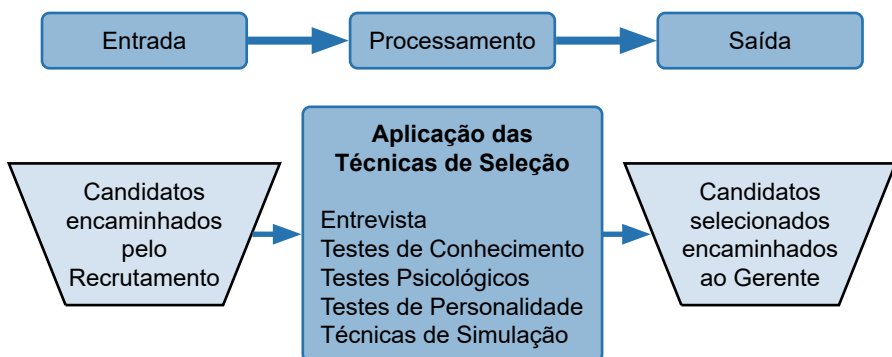 Entrada
Processamento
Saída
Candidatos
encaminhados
pelo
Recrutamento
Aplicação das
Técnicas de Seleção
Entrevista
Testes de Conhecimento
Testes Psicológicos
Testes de Personalidade
Técnicas de Simulação
Candidatos
selecionados
encaminhados
ao Gerente